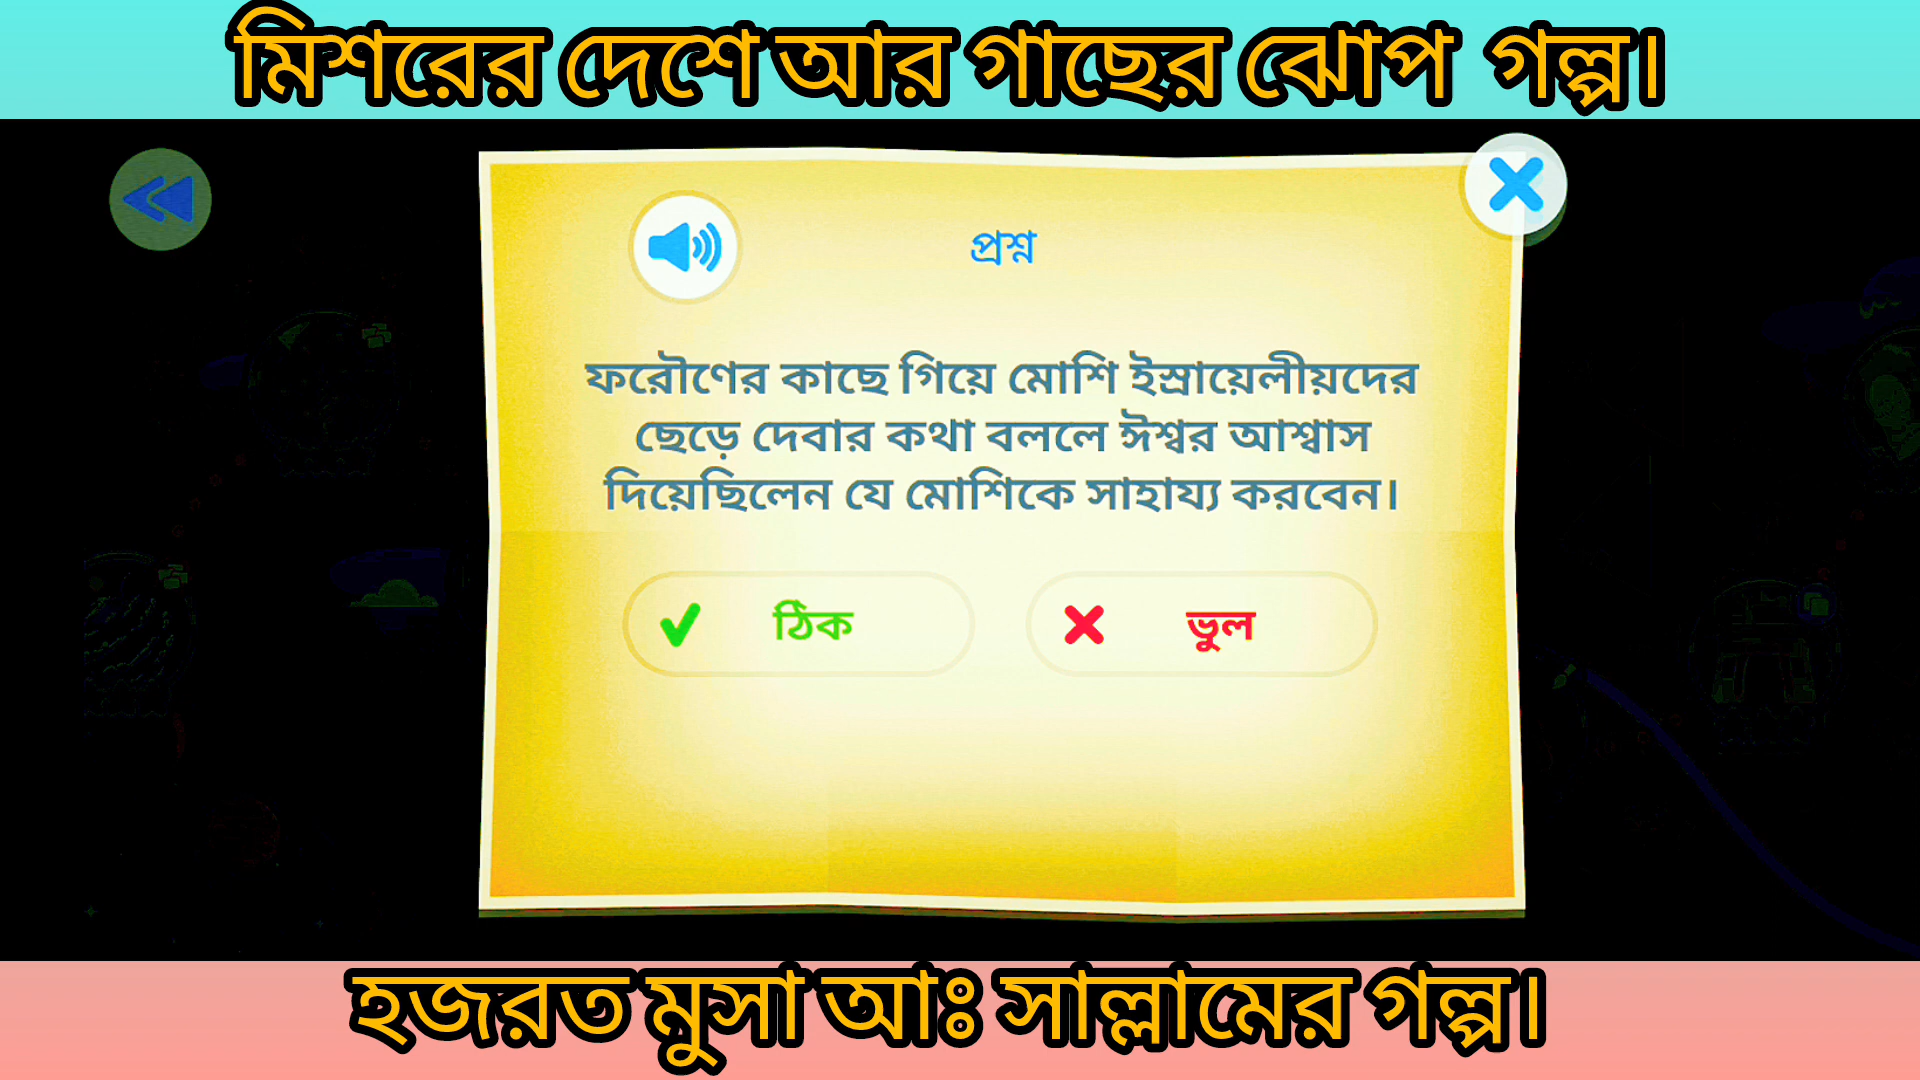 মিশরের দেশে আর গাছের ঝোপ গল্প।
প্রশ্ন
ফরৌণের কাছে গিয়ে মোশি ইস্রায়েলীয়দের
ছেড়ে দেবার কথা বললে ঈশ্বর আশ্বাস
দিয়েছিলেন যে মোশিকে সাহায্য করবেন।
ঠিক
ভুল
হজরত মুসা আঃ সাল্লামের গল্প।